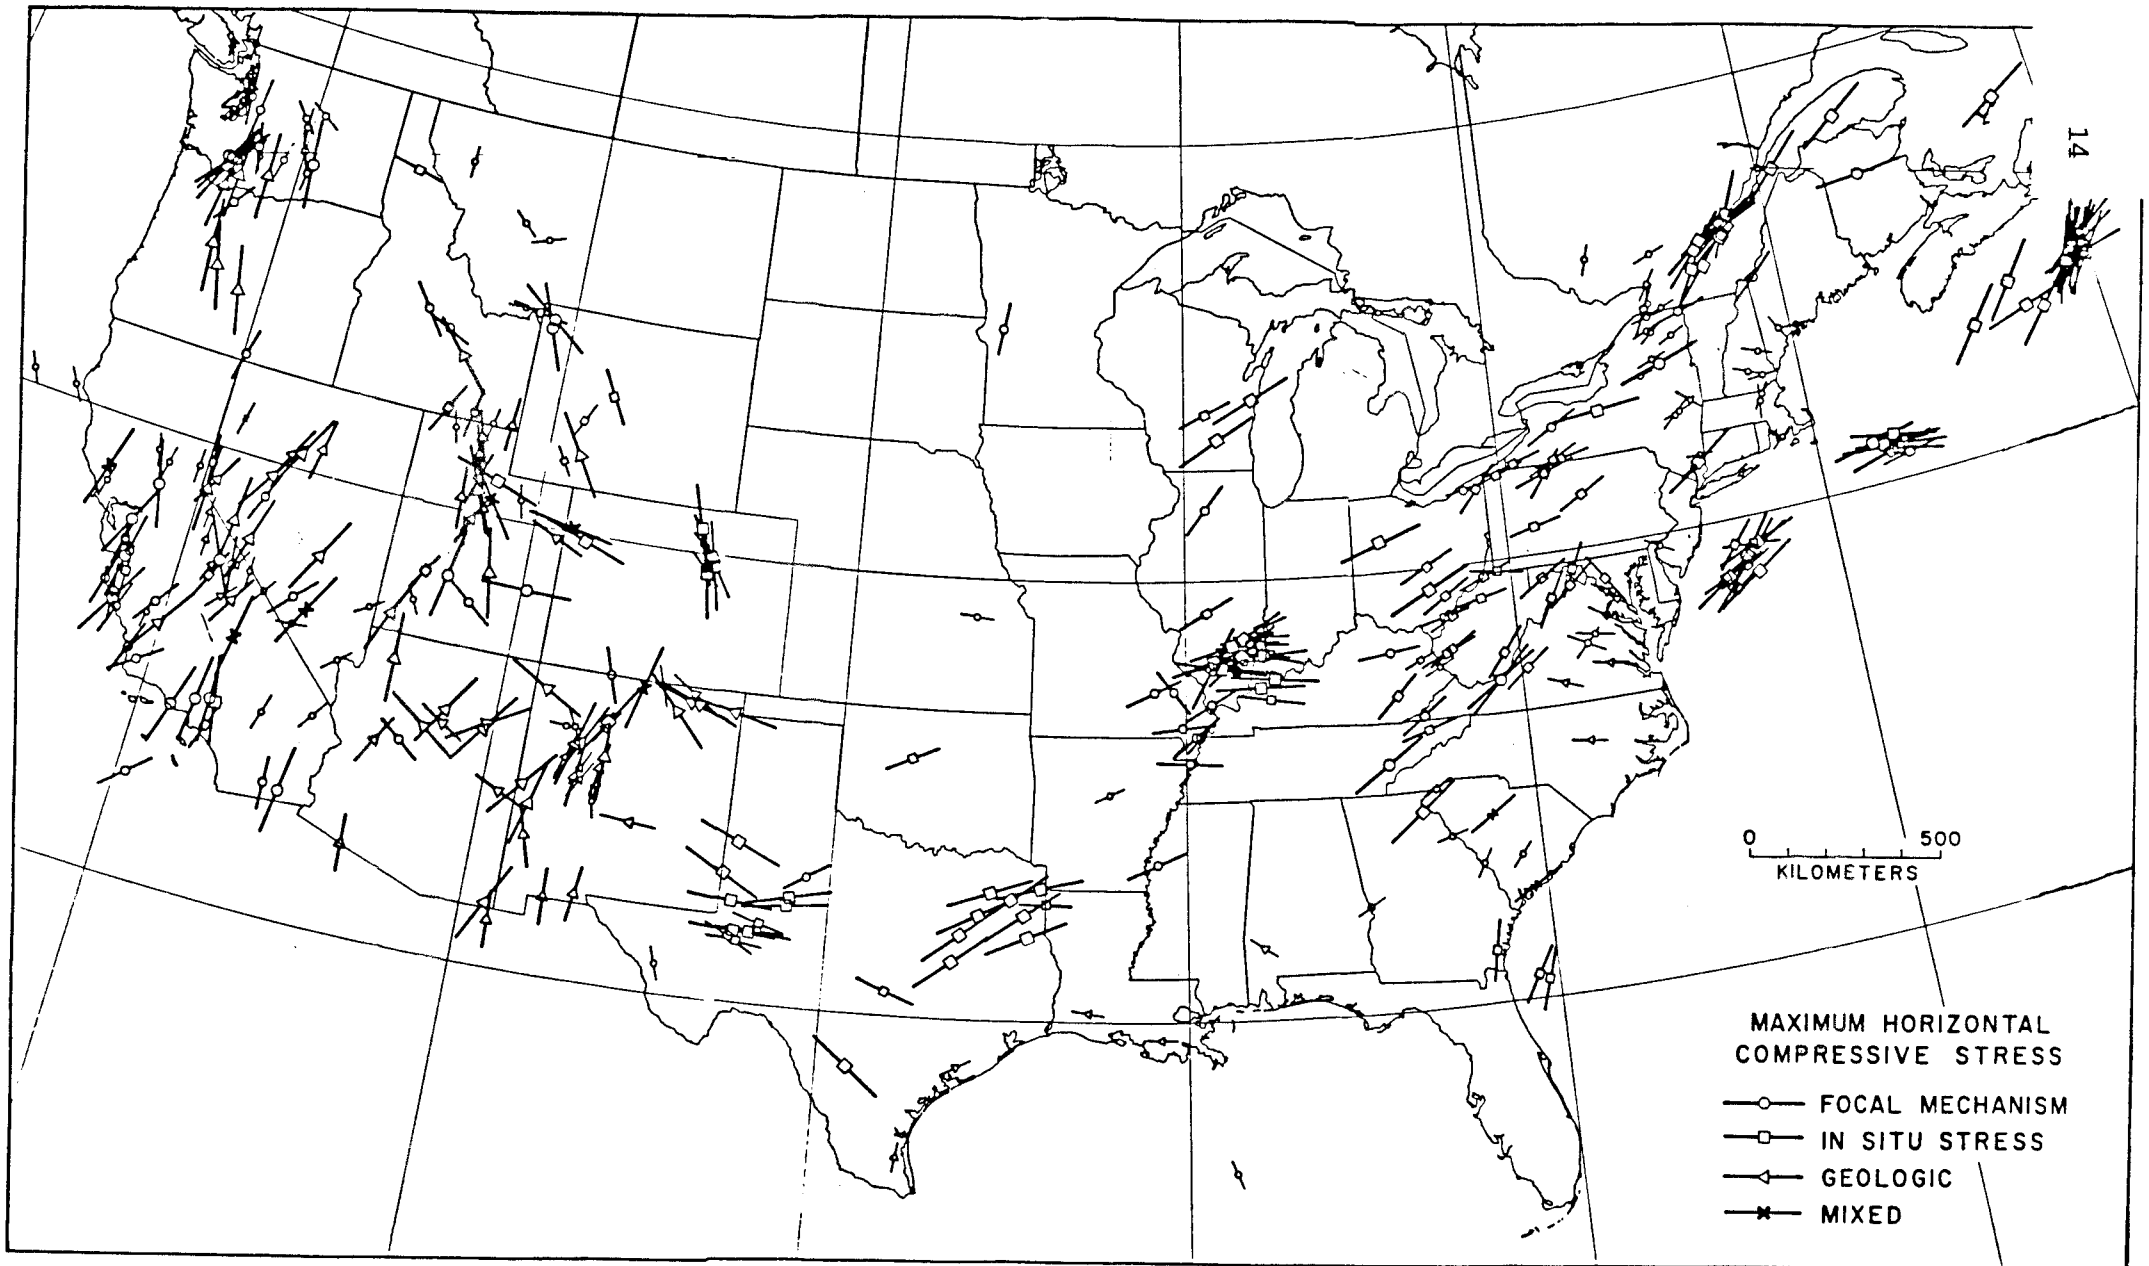 14
0 500
KILOMETERS
MAXIMUM HORIZONTAL
COMPRESSIVE STRESS
FOCAL MECHANISM
IN SITU STRESS
GEOLOGIC
MIXED